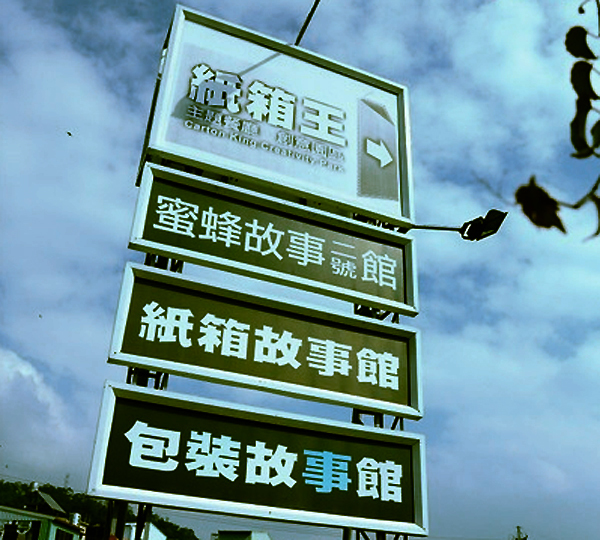 紙箱王
主題餐廳 創意園區
Carton King Creativity Park
蜜蜂故事二號館
紙箱故事館
包裝故事館